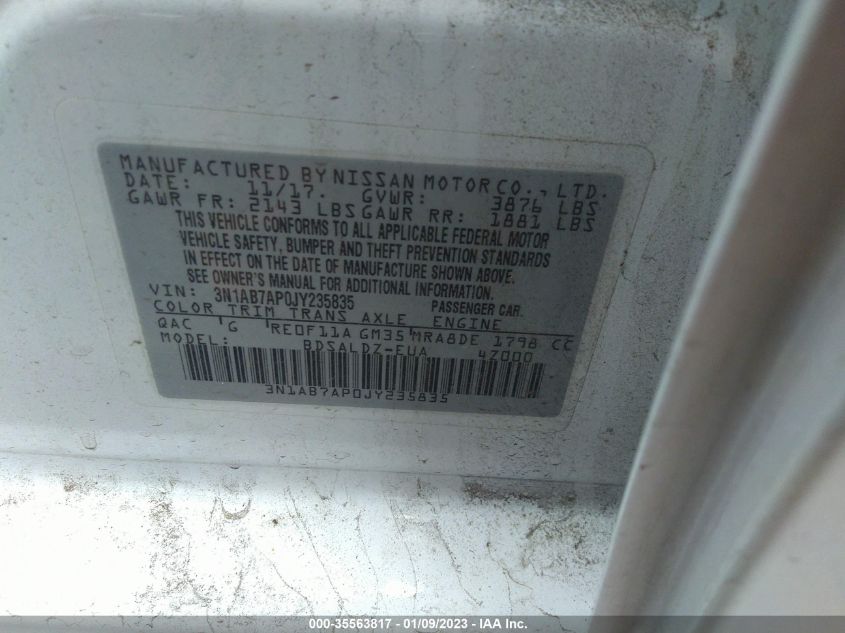 MANUFACTURED BY NISSAN MOTOR CO., LTD.
DATE: 11/17. GVWR: 3876 LBS
GAWR FR: 2143 LBS GAWR RR: 1881 LBS
THIS VEHICLE CONFORMS TO ALL APPLICABLE FEDERAL MOTOR
VEHICLE SAFETY, BUMPER AND THEFT PREVENTION STANDARDS
IN EFFECT ON THE DATE OF MANUFACTURE SHOWN ABOVE.
SEE OWNER'S MANUAL FOR ADDITIONAL INFORMATION.
VIN: 3N1AB7AP0JY235835 PASSENGER CAR.
COLOR TRIM TRANS AXLE ENGINE
QAC G RE0F11A GM35 MRA8DE 1798 CC
MODEL: BDSALDZ-EUA 47000
3N1AB7AP0JY235835
000-35563817 - 01/09/2023 - IAA Inc.